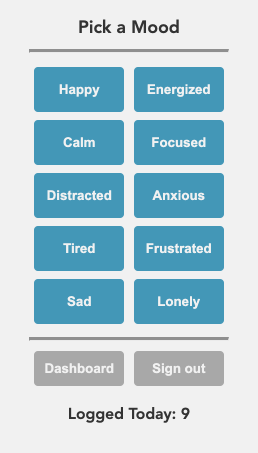 Pick a Mood
Happy
Energized
Calm
Focused
Distracted
Anxious
Tired
Frustrated
Sad
Lonely
Dashboard
Sign out
Logged Today: 9